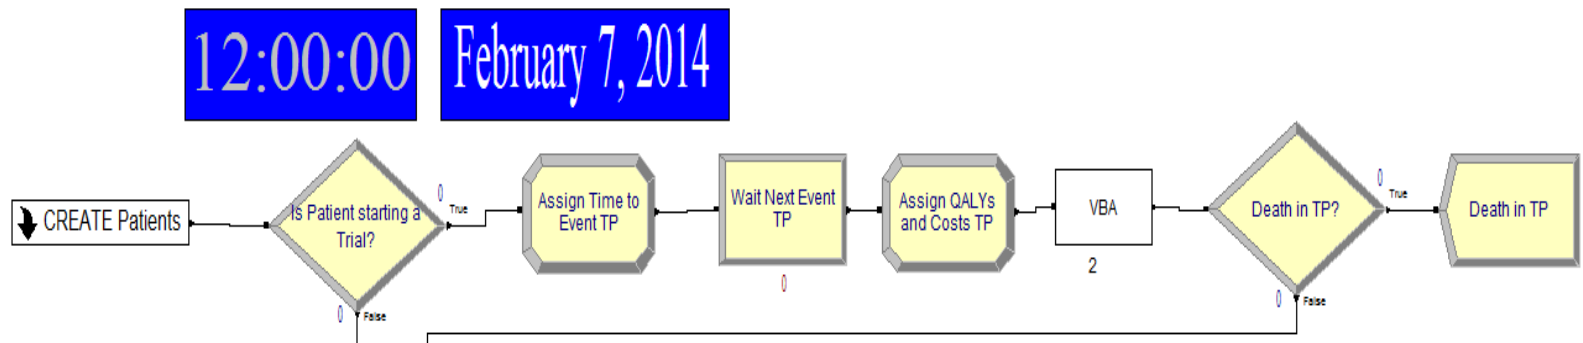 12:00:00
February 7, 2014
CREATE Patients
Is Patient starting a
Trial?
0
True
0
False
Assign Time to
Event TP
Wait Next Event
TP
0
Assign QALYs
and Costs TP
VBA
2
Death in TP?
0
True
0
False
Death in TP